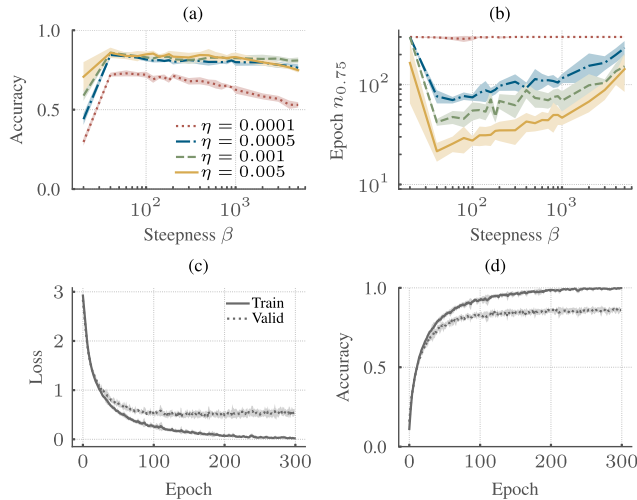 (a)
1.0
0.5
0.0
Accuracy
η = 0.0001
η = 0.0005
η = 0.001
η = 0.005
10²
10³
Steepness β
(b)
10²
10¹
Epoch n₀.₇₅
10²
10³
Steepness β
(c)
3
2
1
0
Loss
Train
Valid
0
100
200
300
Epoch
(d)
1.0
0.5
0.0
Accuracy
0
100
200
300
Epoch